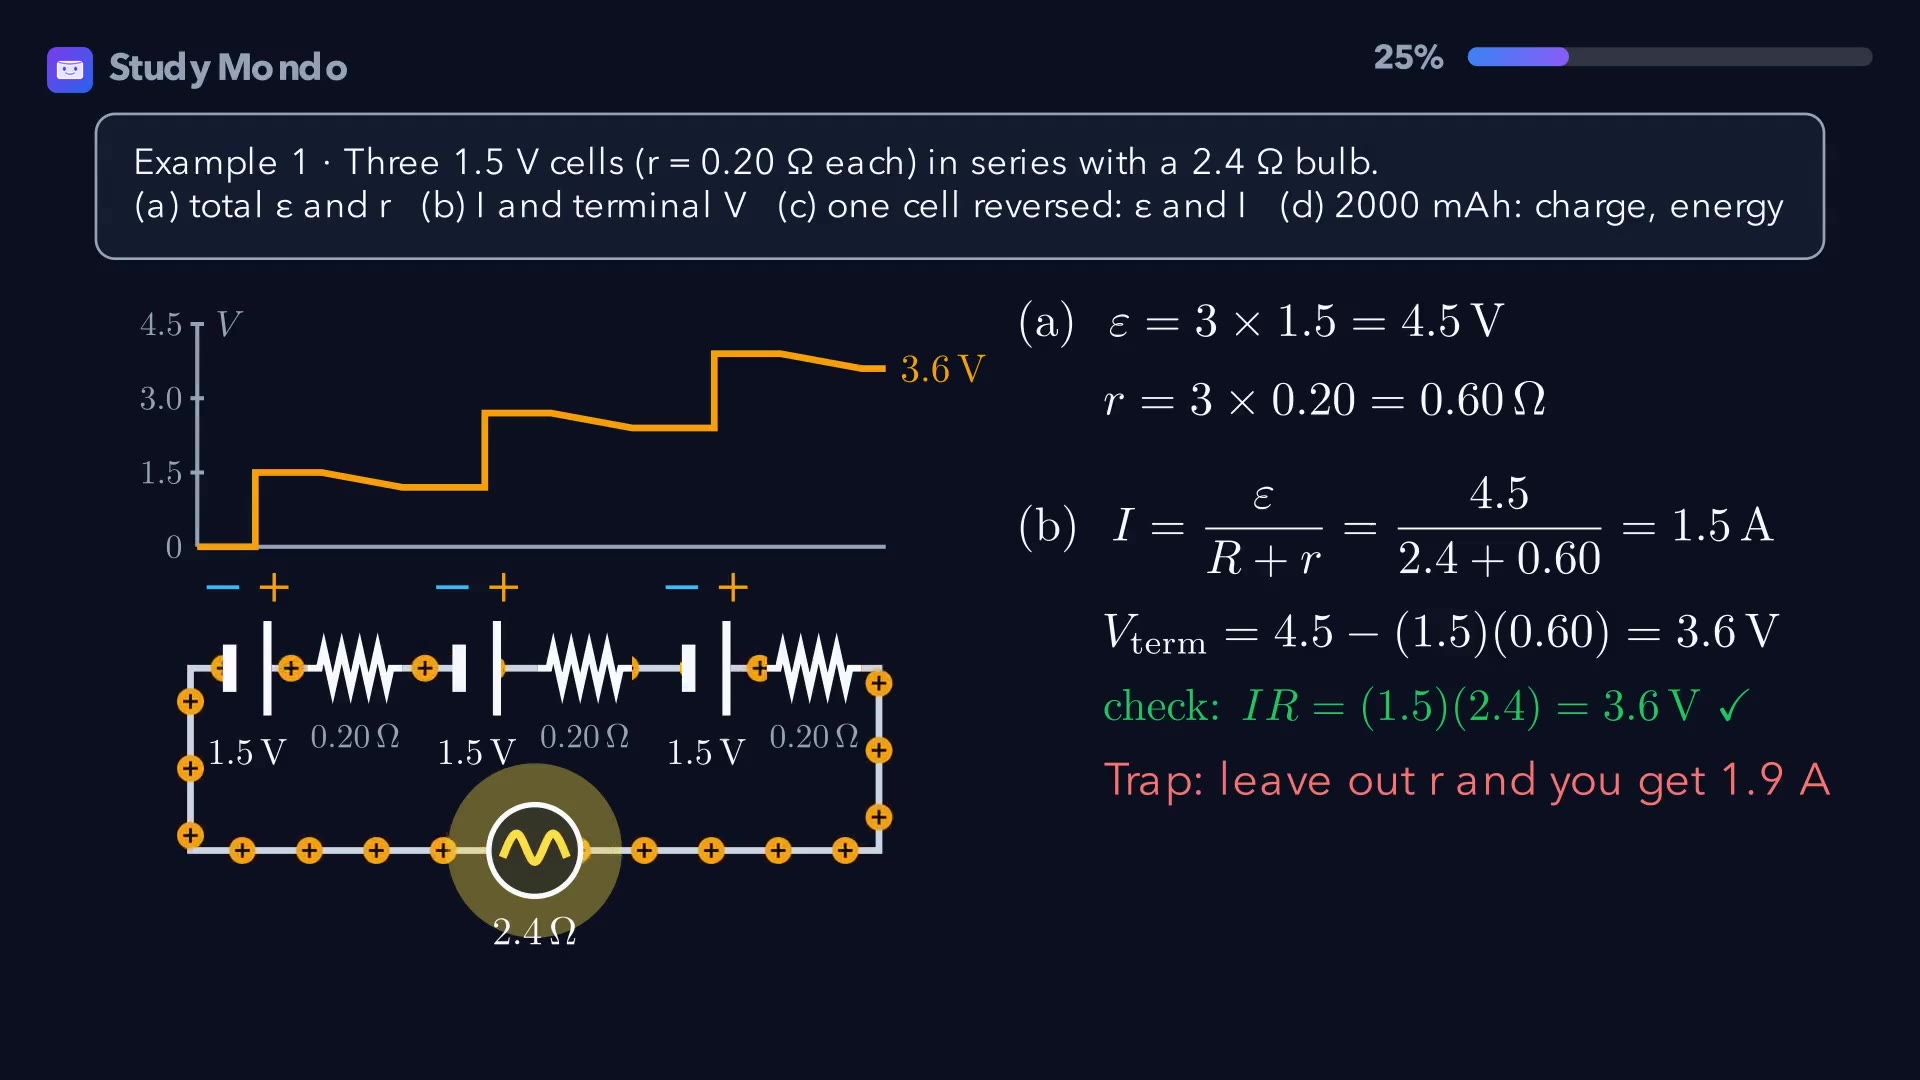 Study Mondo
25%
Example 1 · Three 1.5 V cells (r = 0.20 Ω each) in series with a 2.4 Ω bulb.
(a) total ε and r (b) I and terminal V (c) one cell reversed: ε and I (d) 2000 mAh: charge, energy
4.5 V
3.0
1.5
0
3.6 V
− + − + − +
0.20 Ω 0.20 Ω 0.20 Ω
1.5 V 1.5 V 1.5 V
2.4 Ω
(a) ε = 3 × 1.5 = 4.5 V
r = 3 × 0.20 = 0.60 Ω
(b) I = ε/(R + r) = 4.5/(2.4 + 0.60) = 1.5 A
V_term = 4.5 − (1.5)(0.60) = 3.6 V
check: IR = (1.5)(2.4) = 3.6 V ✓
Trap: leave out r and you get 1.9 A